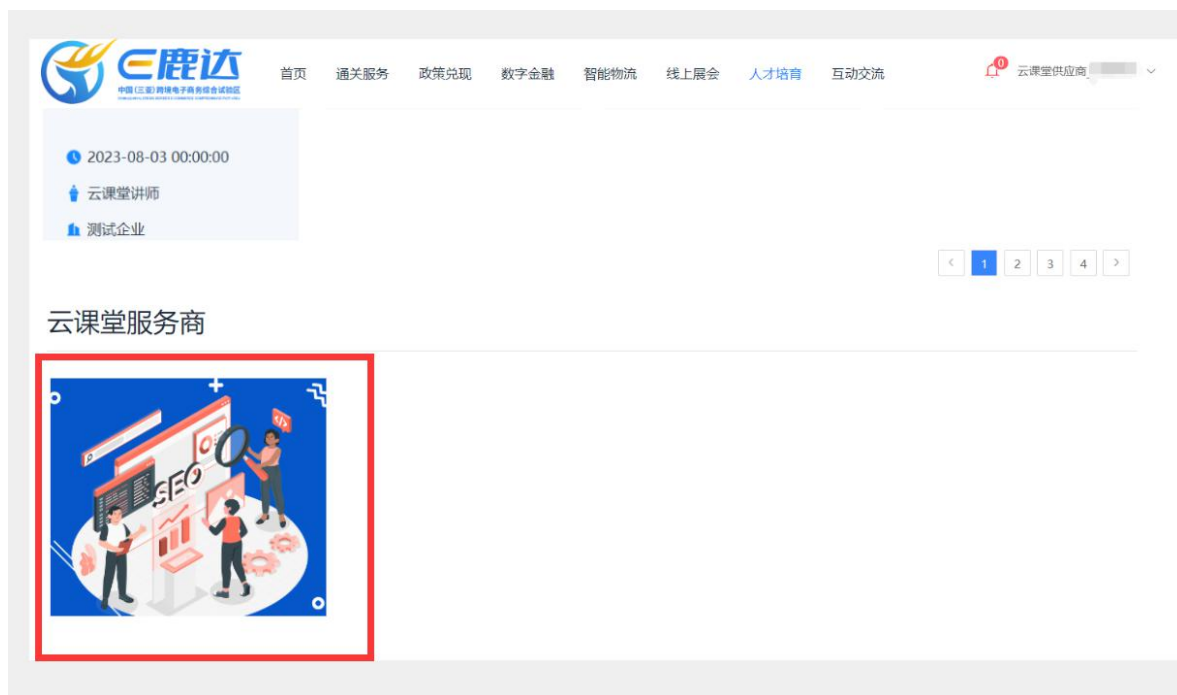 E鹿达
中国(三亚)跨境电子商务综合试验区
首页 通关服务 政策兑现 数字金融 智能物流 线上展会 人才培育 互动交流
0
云课堂供应商_
2023-08-03 00:00:00
云课堂讲师
测试企业
< 1 2 3 4 >
云课堂服务商
SEO